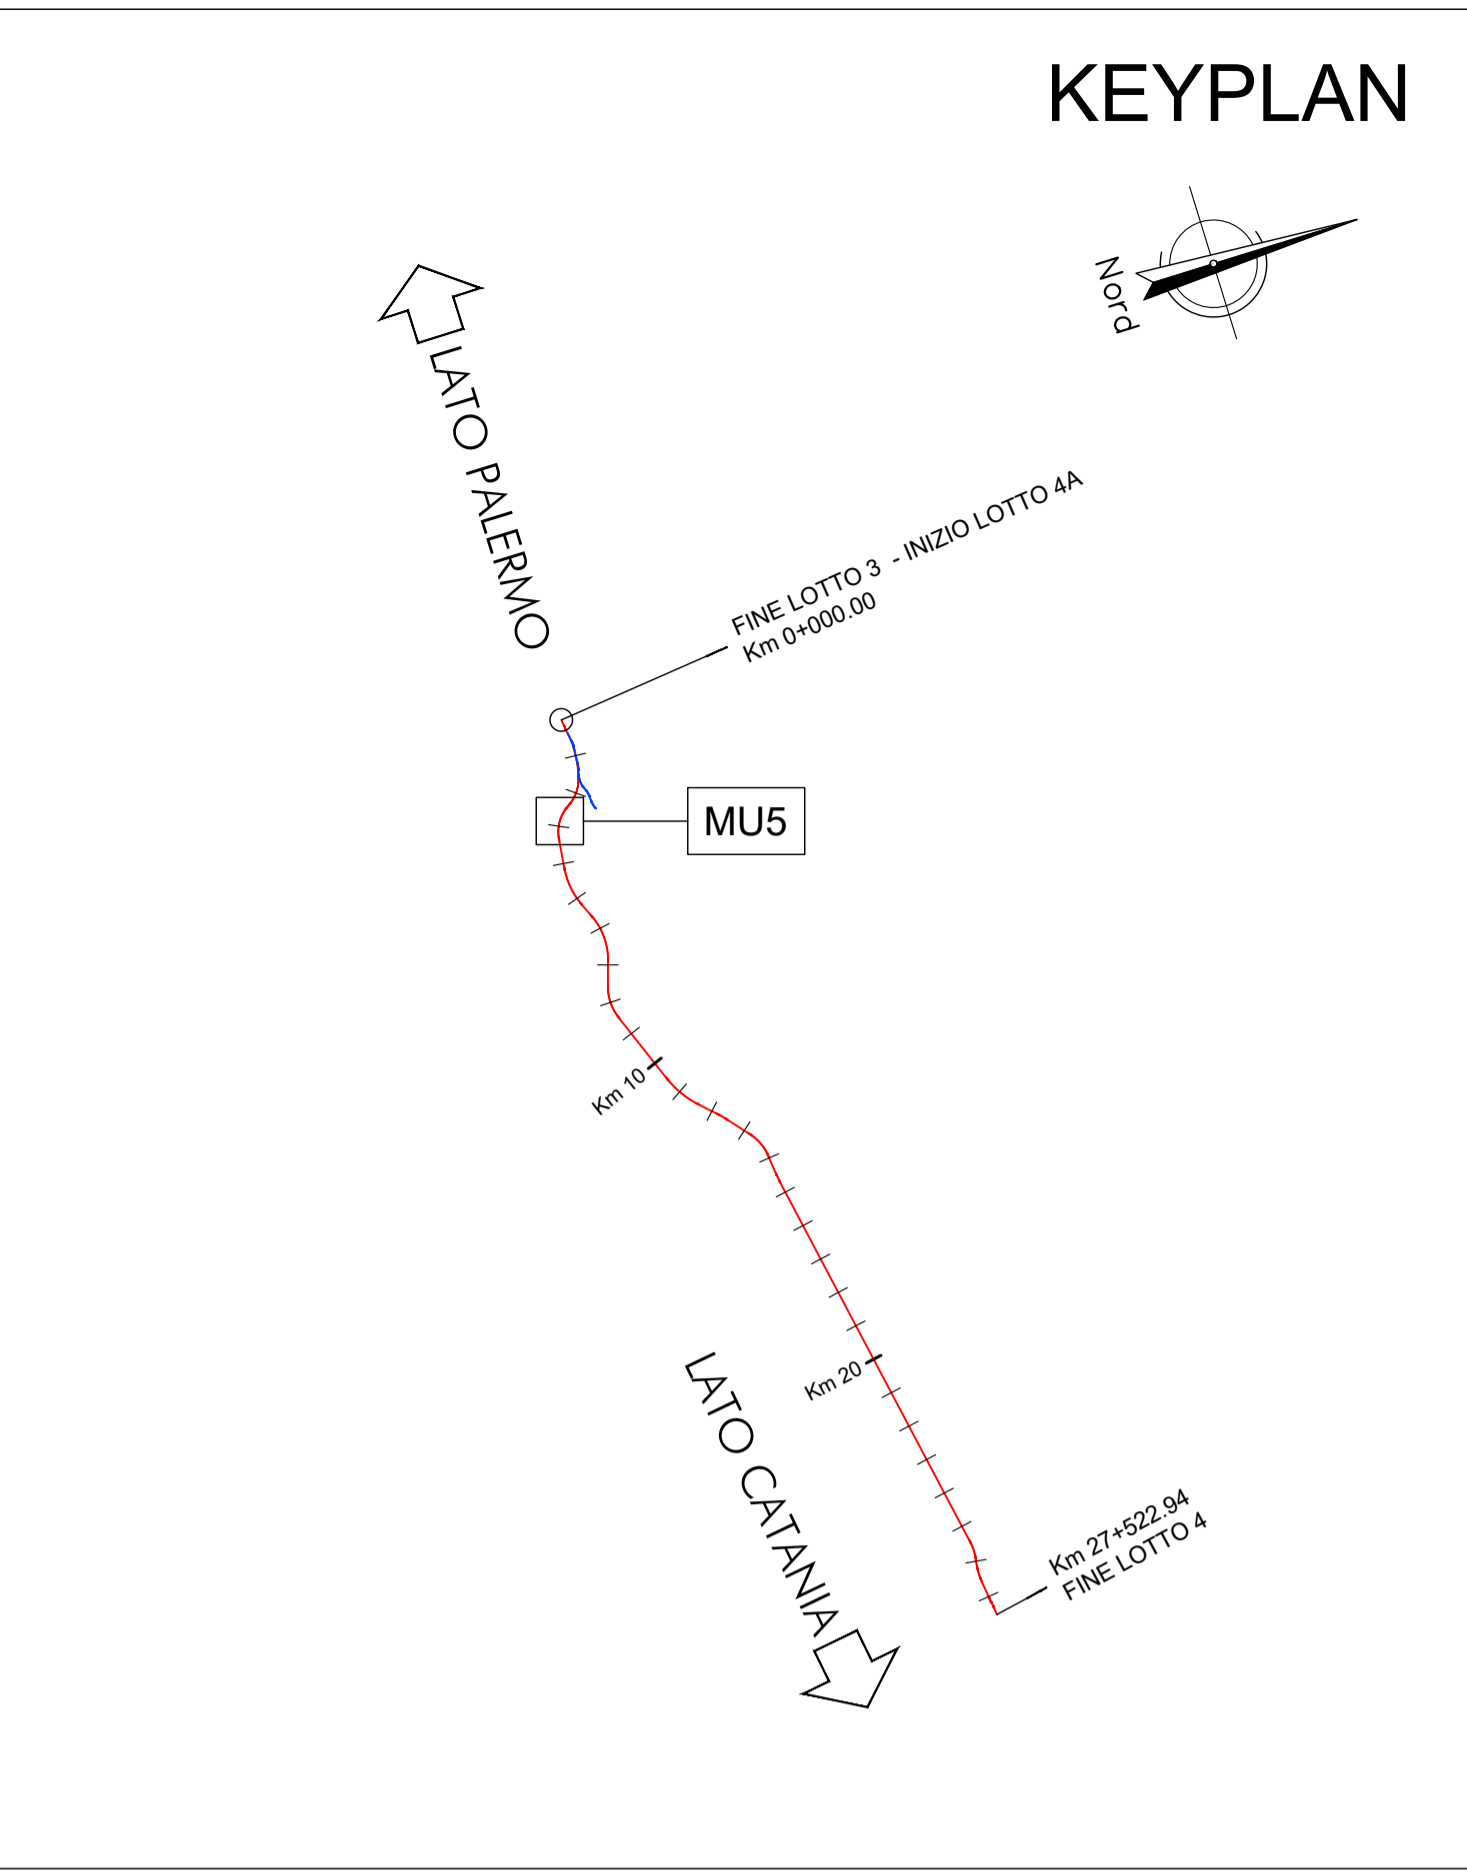 KEYPLAN
Nord
LATO PALERMO
FINE LOTTO 3 - INIZIO LOTTO 4A
Km 0+000.00
MU5
Km 10
Km 20
LATO CATANIA
Km 27+522.94
FINE LOTTO 4